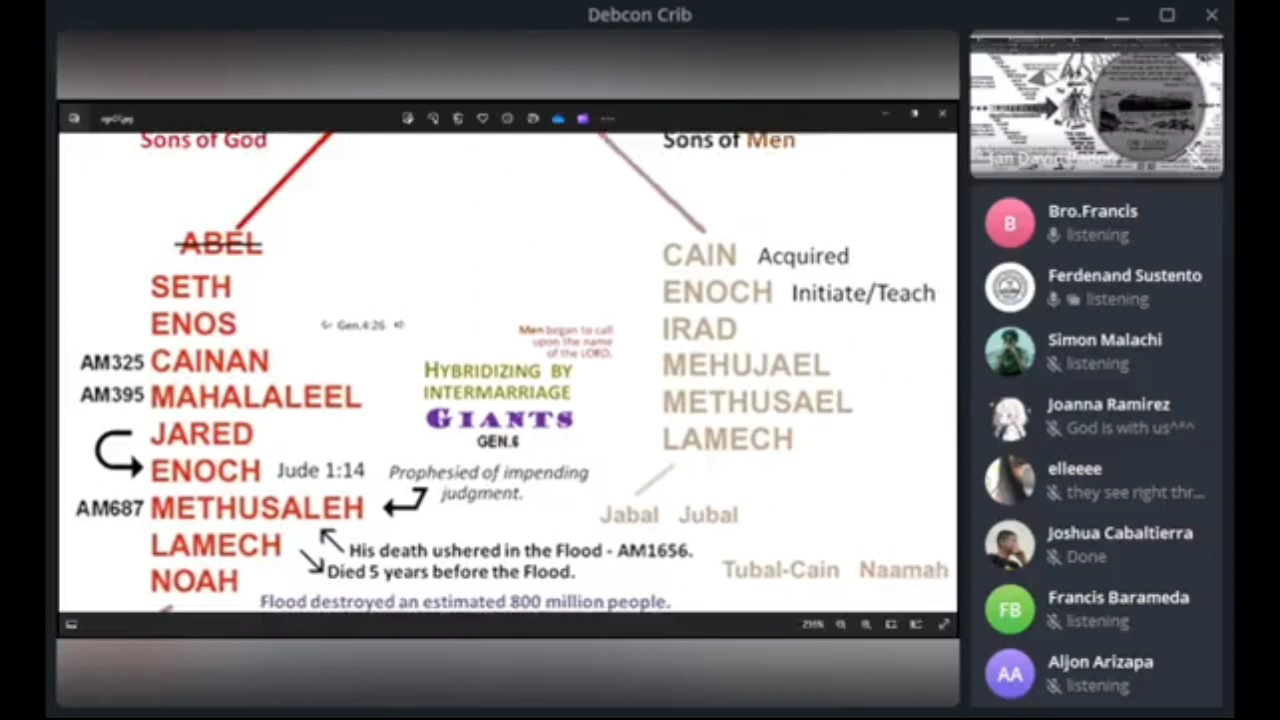 Debcon Crib
Sons of God
Sons of Men
ABEL
SETH
ENOS
AM325 CAINAN
AM395 MAHALALEEL
JARED
ENOCH Jude 1:14
AM687 METHUSALEH
LAMECH
NOAH
Gen.4:26
Men began to call
upon the name
of the LORD.
HYBRIDIZING BY
INTERMARRIAGE
GIANTS
GEN.6
Prophesied of impending
judgment.
His death ushered in the Flood - AM1656.
Died 5 years before the Flood.
Flood destroyed an estimated 800 million people.
CAIN Acquired
ENOCH Initiate/Teach
IRAD
MEHUJAEL
METHUSAEL
LAMECH
Jabal Jubal
Tubal-Cain Naamah
Bro.Francis
listening
Ferdenand Sustento
listening
Simon Malachi
listening
Joanna Ramirez
God is with us^^^
elleeee
they see right thr...
Joshua Cabaltierra
Done
FB
Francis Barameda
listening
AA
Aljon Arizapa
listening
B